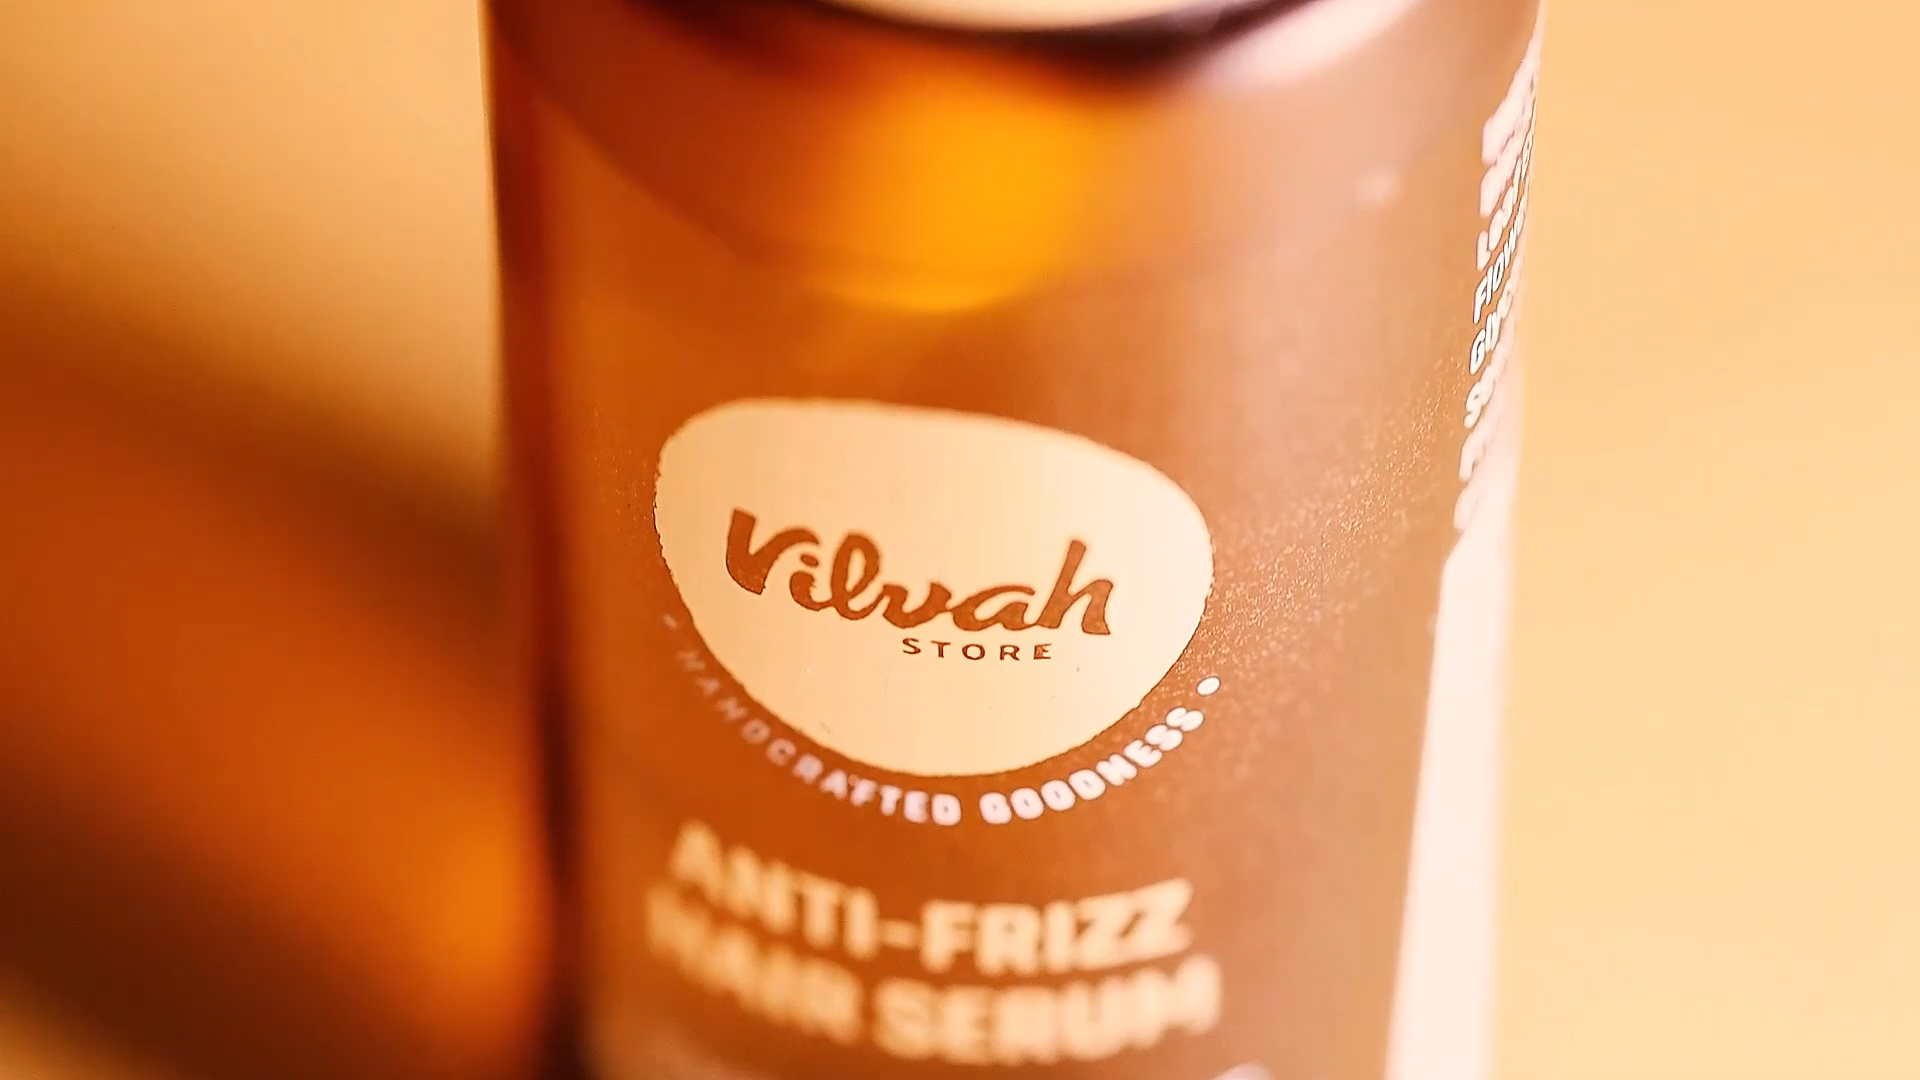 Vilvah
STORE
• HANDCRAFTED GOODNESS •
ANTI-FRIZZ
HAIR SERUM